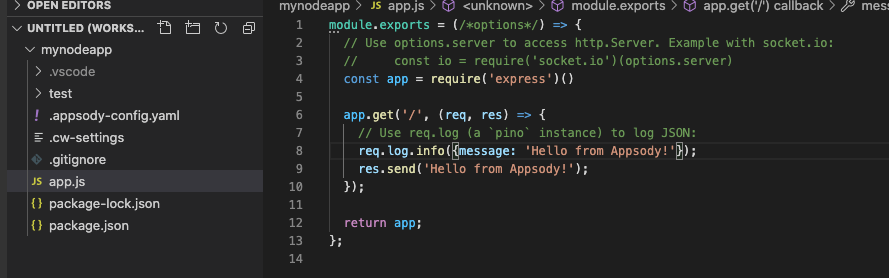 OPEN EDITORS
UNTITLED (WORKS...
mynodeapp
.vscode
test
.appsody-config.yaml
.cw-settings
.gitignore
JS app.js
{} package-lock.json
{} package.json
mynodeapp > JS app.js > <unknown> > module.exports > app.get('/') callback > mess
1 module.exports = (/*options*/) => {
2 // Use options.server to access http.Server. Example with socket.io:
3 //     const io = require('socket.io')(options.server)
4 const app = require('express')()
5
6 app.get('/', (req, res) => {
7 // Use req.log (a `pino` instance) to log JSON:
8 req.log.info({message: 'Hello from Appsody!'});
9 res.send('Hello from Appsody!');
10 });
11
12 return app;
13 };
14